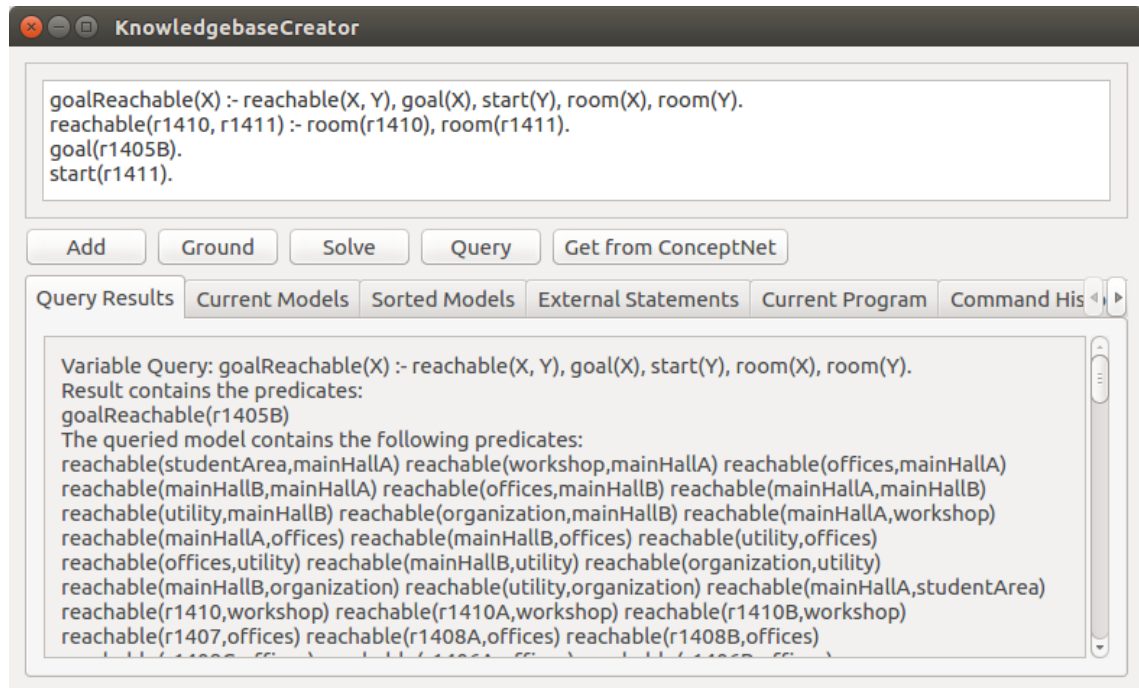 KnowledgebaseCreator
goalReachable(X) :- reachable(X, Y), goal(X), start(Y), room(X), room(Y).
reachable(r1410, r1411) :- room(r1410), room(r1411).
goal(r1405B).
start(r1411).
Add Ground Solve Query Get from ConceptNet
Query Results Current Models Sorted Models External Statements Current Program Command
Variable Query: goalReachable(X) :- reachable(X, Y), goal(X), start(Y), room(X), room(Y).
Result contains the predicates:
goalReachable(r1405B)
The queried model contains the following predicates:
reachable(studentArea,mainHallA) reachable(workshop,mainHallA) reachable(offices,mainHallA)
reachable(mainHallB,mainHallA) reachable(offices,mainHallB) reachable(mainHallA,mainHallB)
reachable(utility,mainHallB) reachable(organization,mainHallB) reachable(mainHallA,workshop)
reachable(mainHallA,offices) reachable(mainHallB,offices) reachable(utility,offices)
reachable(offices,utility) reachable(mainHallB,utility) reachable(organization,utility)
reachable(mainHallB,organization) reachable(utility,organization) reachable(mainHallA,studentArea)
reachable(r1410,workshop) reachable(r1410A,workshop) reachable(r1410B,workshop)
reachable(r1407,offices) reachable(r1408A,offices) reachable(r1408B,offices)